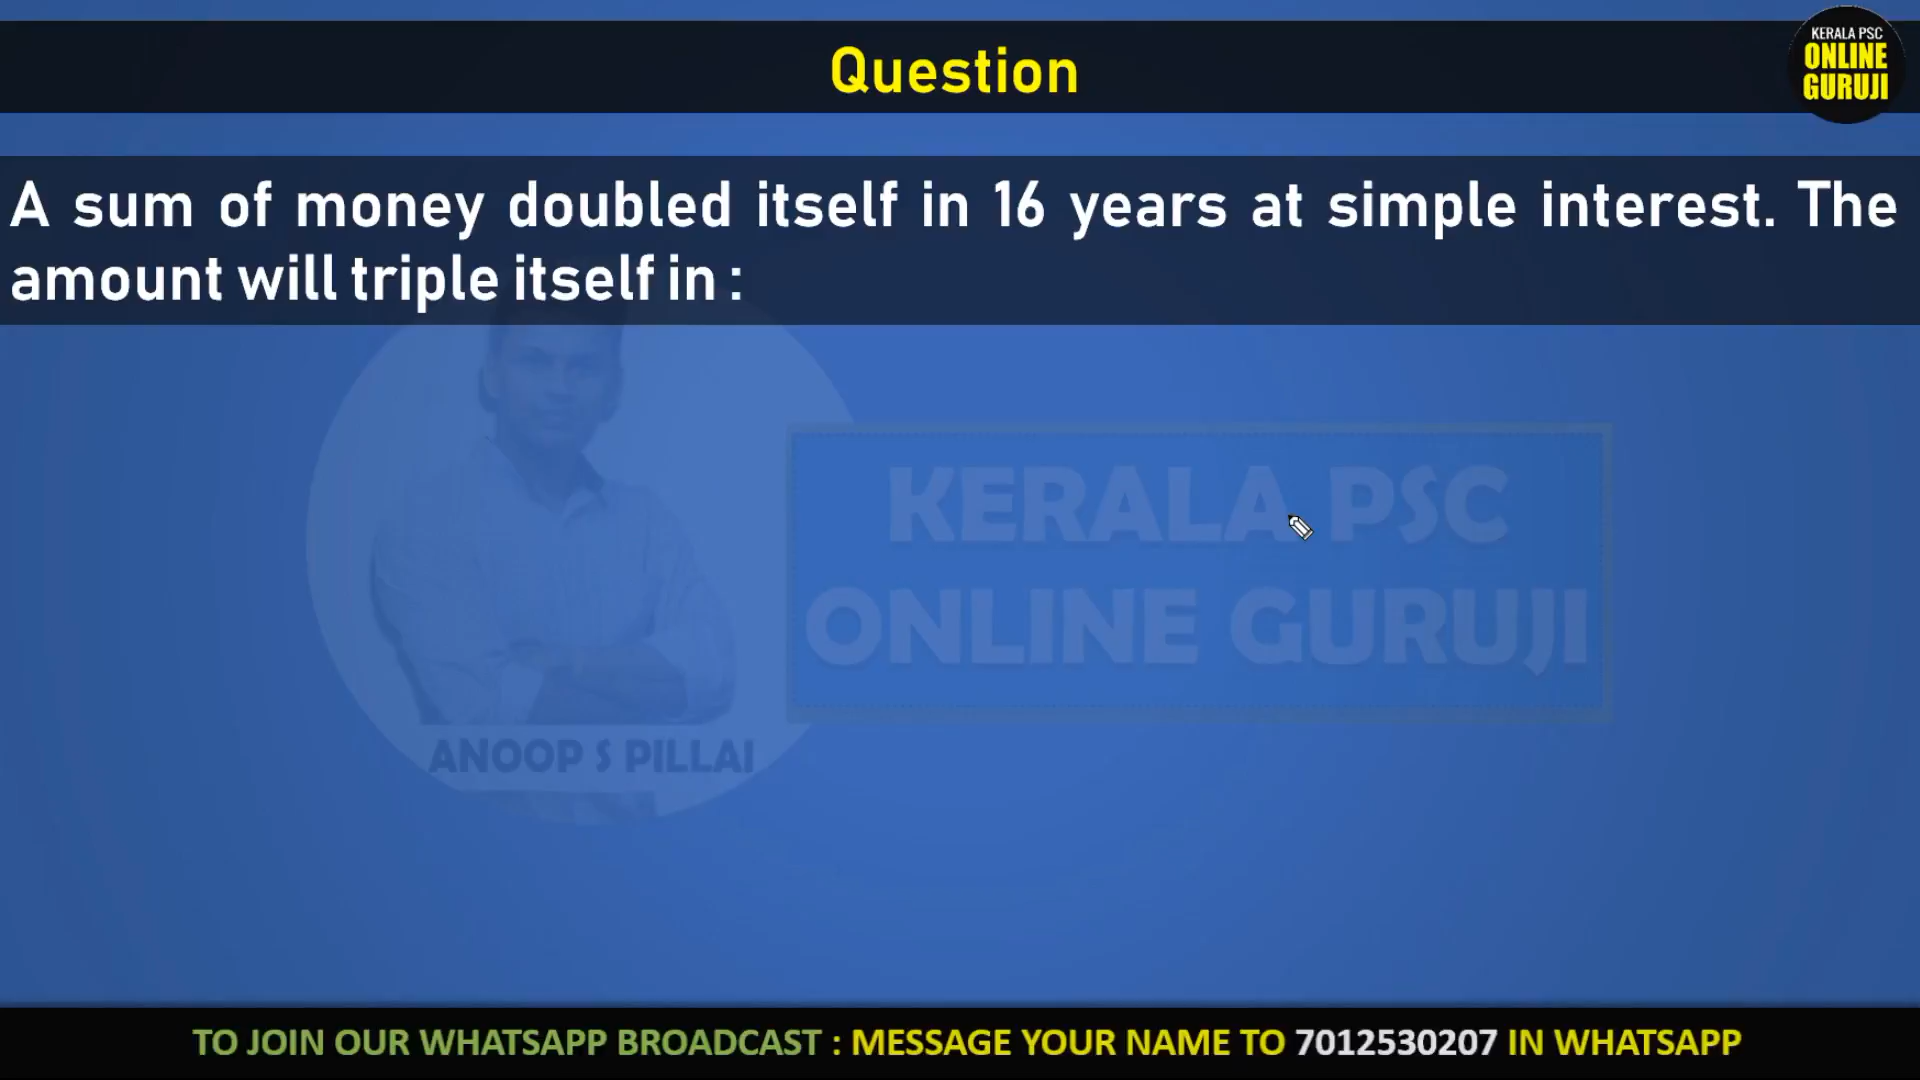 Question
KERALA PSC
ONLINE
GURUJI
A sum of money doubled itself in 16 years at simple interest. The
amount will triple itself in :
KERALA PSC
ONLINE GURUJI
ANOOP S PILLAI
TO JOIN OUR WHATSAPP BROADCAST : MESSAGE YOUR NAME TO 7012530207 IN WHATSAPP